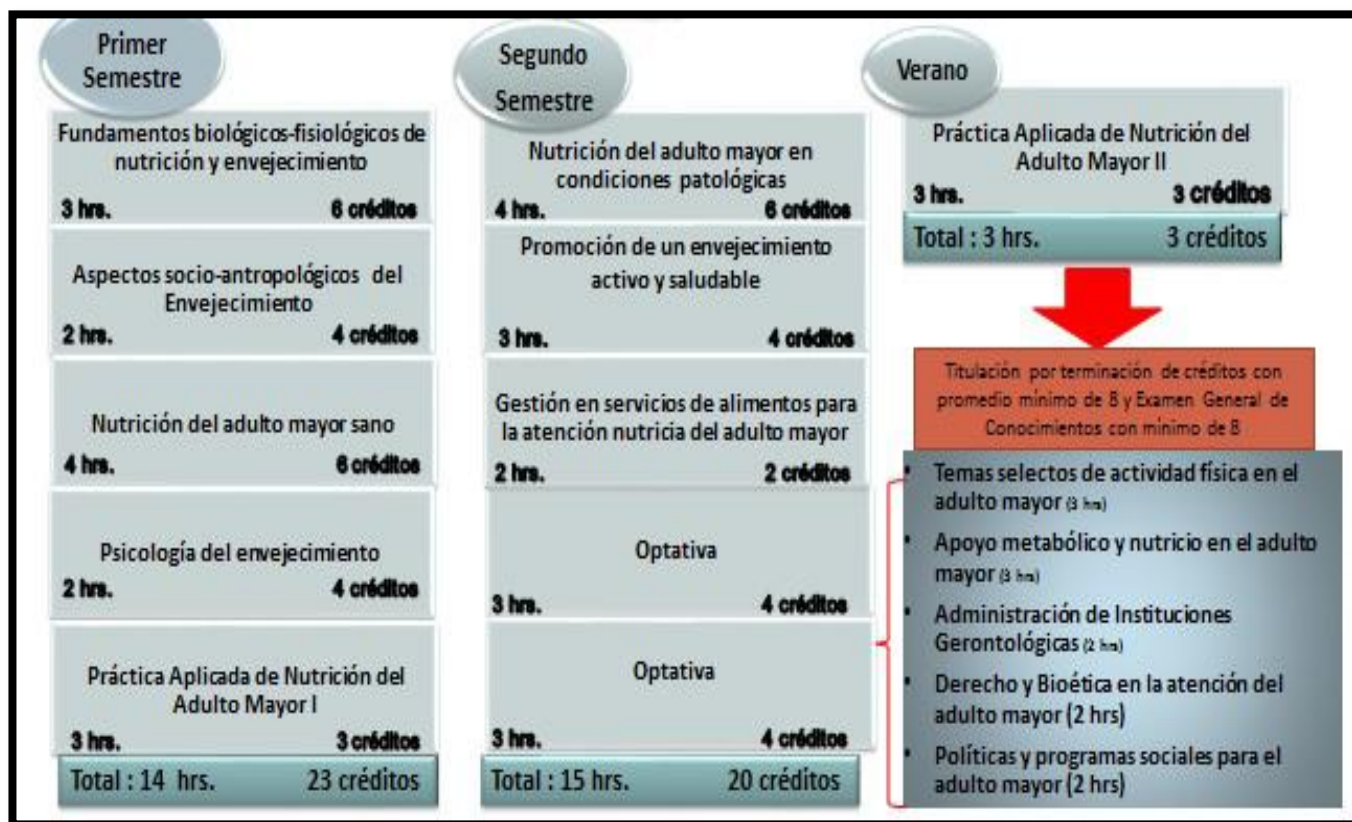 Primer
Semestre
Fundamentos biológicos-fisiológicos de
nutrición y envejecimiento
3 hrs. 6 créditos
Aspectos socio-antropológicos del
Envejecimiento
2 hrs. 4 créditos
Nutrición del adulto mayor sano
4 hrs. 6 créditos
Psicología del envejecimiento
2 hrs. 4 créditos
Práctica Aplicada de Nutrición del
Adulto Mayor I
3 hrs. 3 créditos
Total : 14 hrs. 23 créditos
Segundo
Semestre
Nutrición del adulto mayor en
condiciones patológicas
4 hrs. 6 créditos
Promoción de un envejecimiento
activo y saludable
3 hrs. 4 créditos
Gestión en servicios de alimentos para
la atención nutricia del adulto mayor
2 hrs. 2 créditos
Optativa
3 hrs. 4 créditos
Optativa
3 hrs. 4 créditos
Total : 15 hrs. 20 créditos
Verano
Práctica Aplicada de Nutrición del
Adulto Mayor II
3 hrs. 3 créditos
Total : 3 hrs. 3 créditos
Titulación por terminación de créditos con
promedio mínimo de 8 y Examen General de
Conocimientos con mínimo de 8
• Temas selectos de actividad física en el
adulto mayor (3 hrs)
• Apoyo metabólico y nutricio en el adulto
mayor (3 hrs)
• Administración de Instituciones
Gerontológicas (2 hrs)
• Derecho y Bioética en la atención del
adulto mayor (2 hrs)
• Políticas y programas sociales para el
adulto mayor (2 hrs)